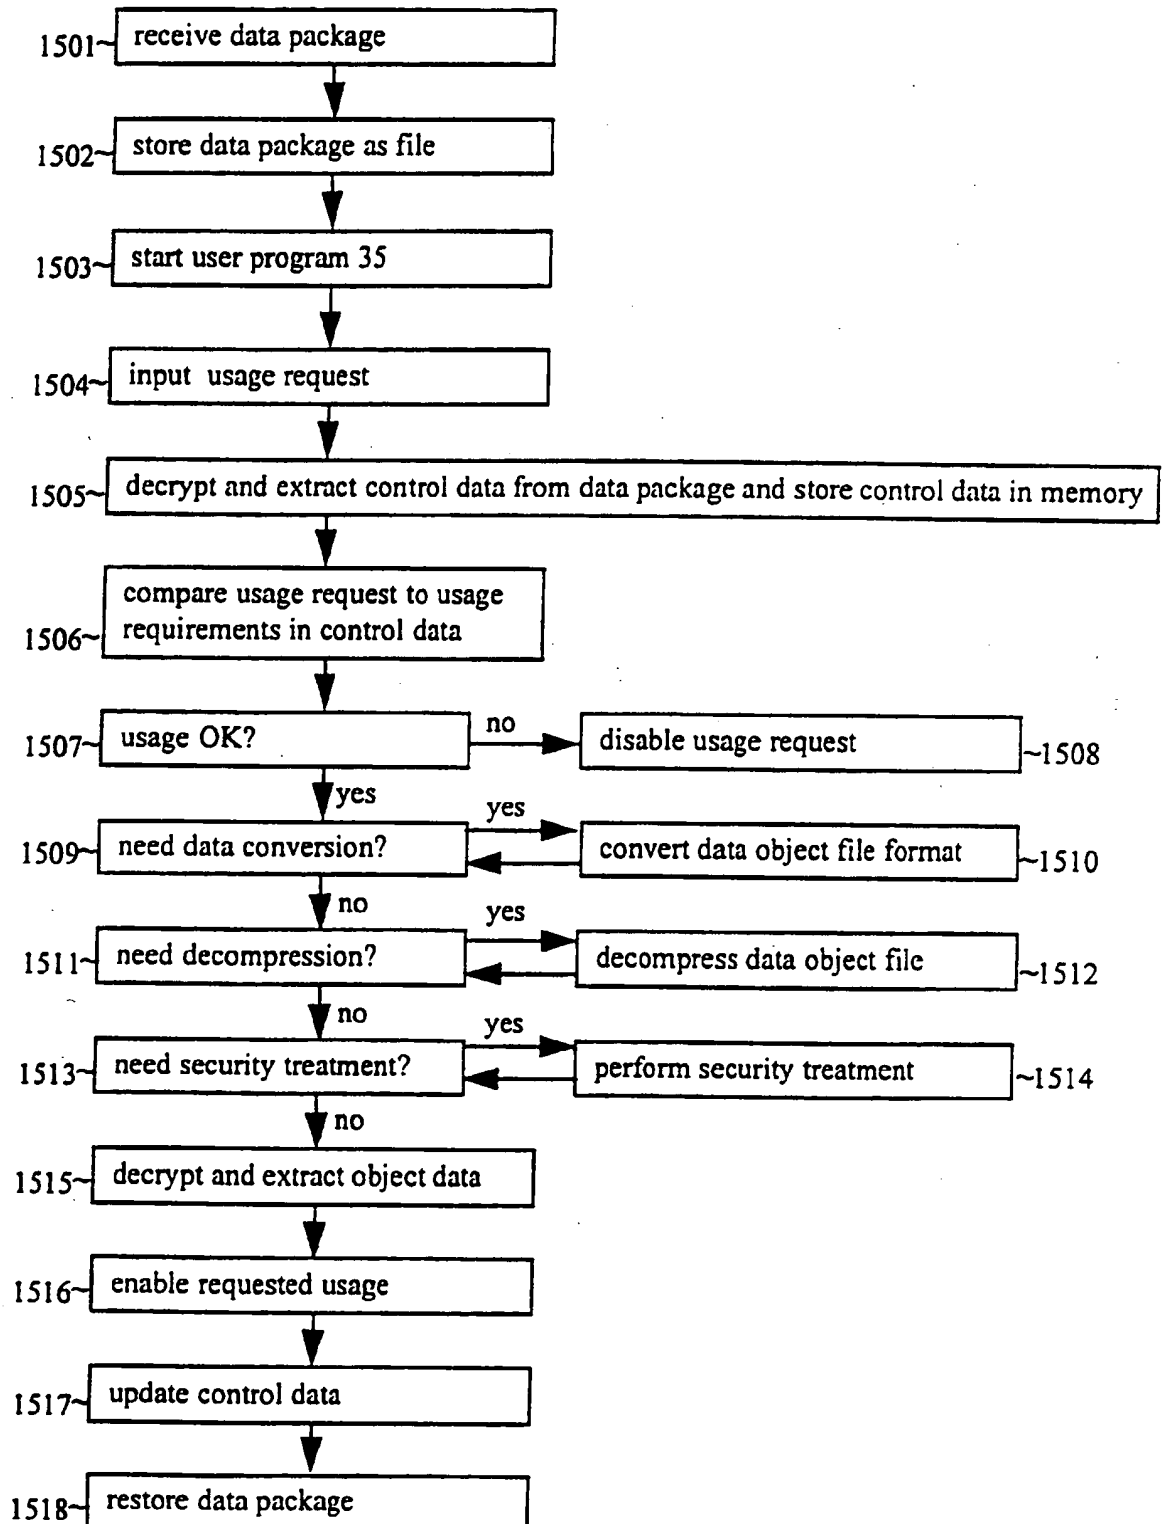 1501~ receive data package
1502~ store data package as file
1503~ start user program 35
1504~ input usage request
1505~ decrypt and extract control data from data package and store control data in memory
compare usage request to usage
1506~ requirements in control data
1507~ usage OK? no disable usage request ~1508
yes
yes
1509~ need data conversion? convert data object file format ~1510
no
yes
1511~ need decompression? decompress data object file ~1512
no
yes
1513~ need security treatment? perform security treatment ~1514
no
1515~ decrypt and extract object data
1516~ enable requested usage
1517~ update control data
1518~ restore data package